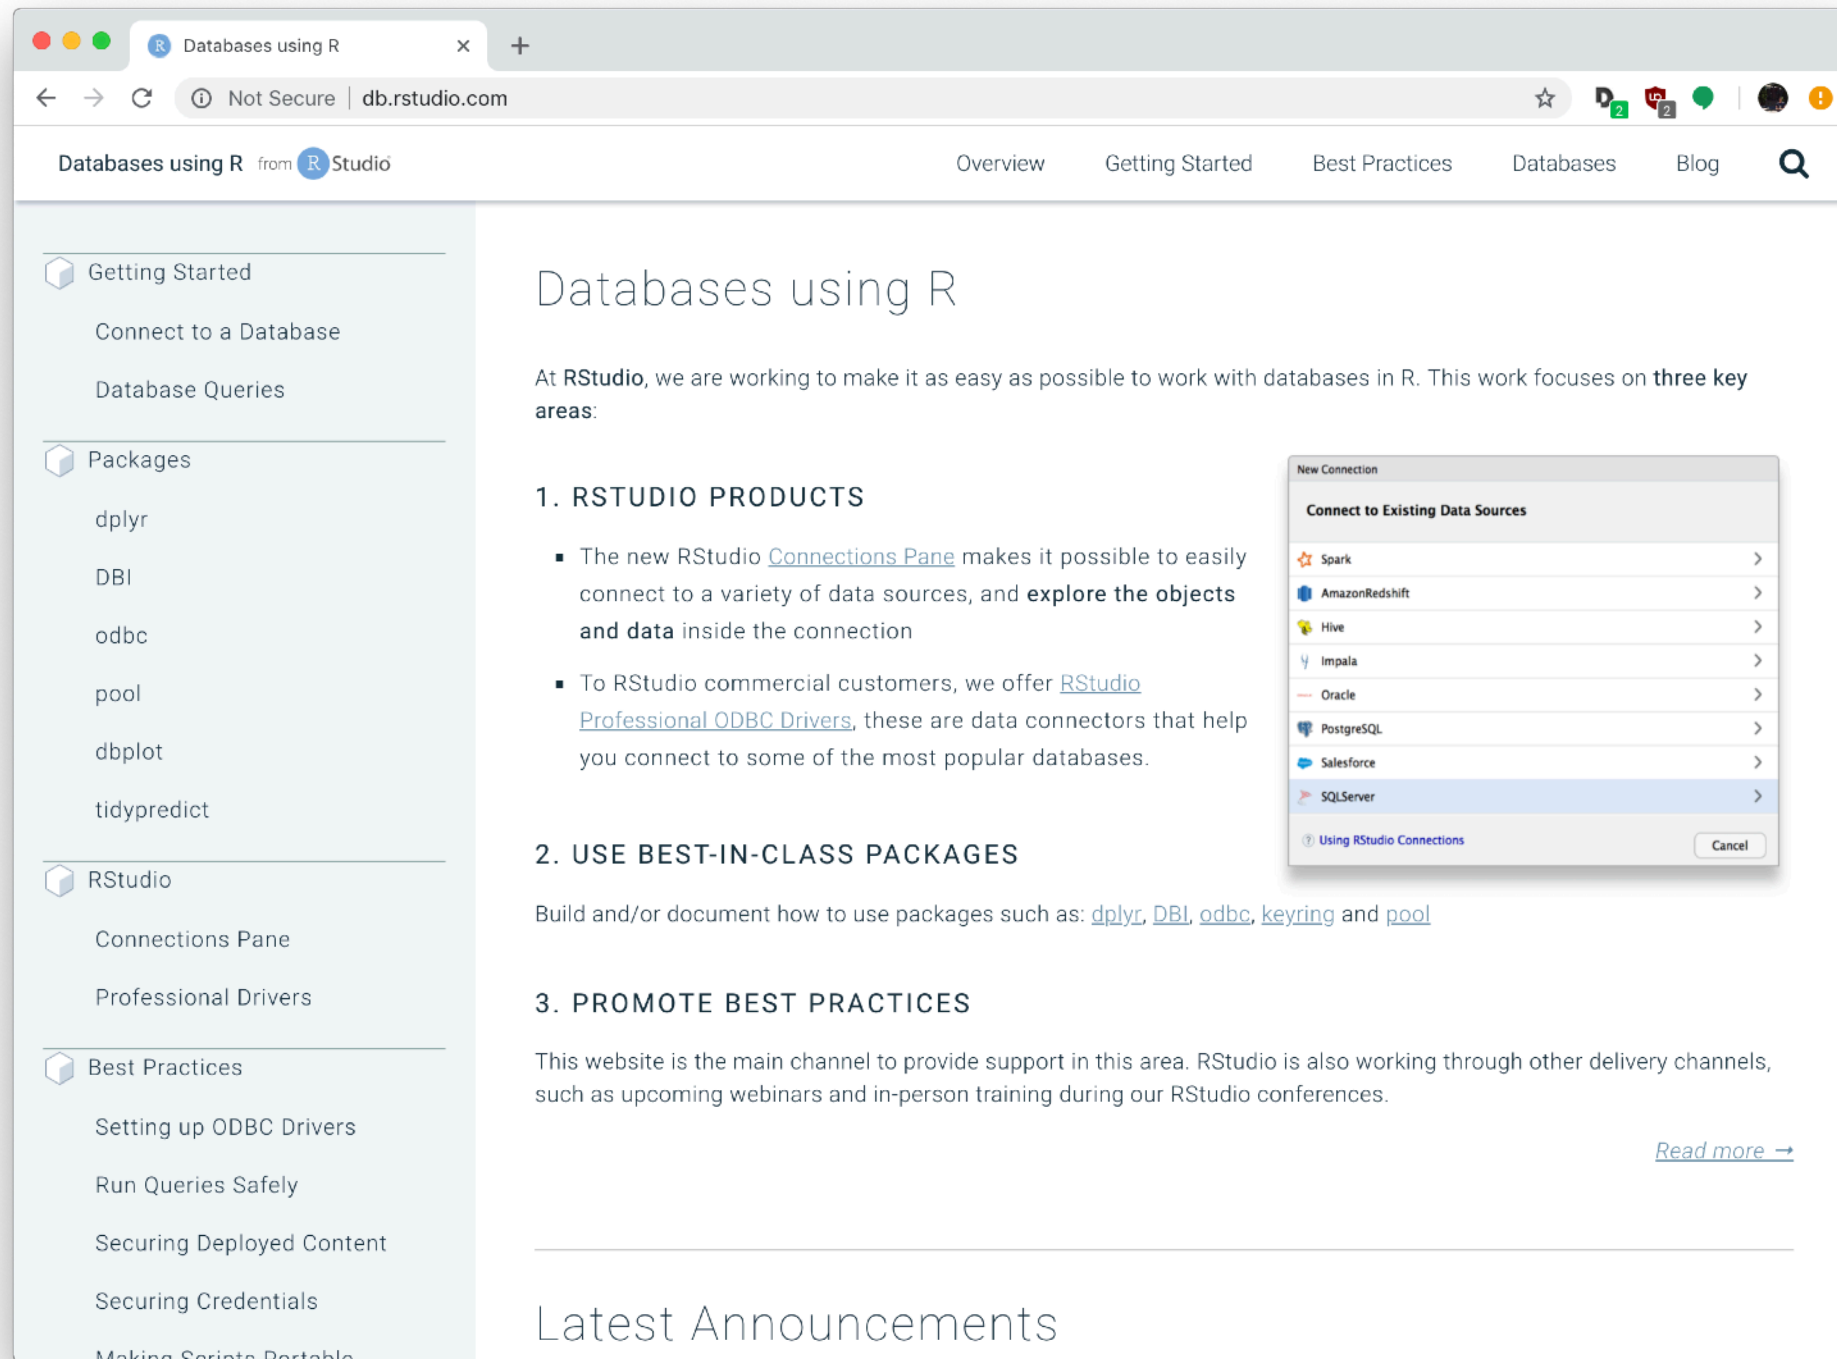 Databases using R
Not Secure
db.rstudio.com
2
2
Databases using R from R Studio
Overview
Getting Started
Best Practices
Databases
Blog
Getting Started
Connect to a Database
Database Queries
Packages
dplyr
DBI
odbc
pool
dbplot
tidypredict
RStudio
Connections Pane
Professional Drivers
Best Practices
Setting up ODBC Drivers
Run Queries Safely
Securing Deployed Content
Securing Credentials
Making Scripts Portable
Databases using R
At RStudio, we are working to make it as easy as possible to work with databases in R. This work focuses on three key
areas:
1. RSTUDIO PRODUCTS
▪ The new RStudio Connections Pane makes it possible to easily
connect to a variety of data sources, and explore the objects
and data inside the connection
▪ To RStudio commercial customers, we offer RStudio
Professional ODBC Drivers, these are data connectors that help
you connect to some of the most popular databases.
New Connection
Connect to Existing Data Sources
Spark
AmazonRedshift
Hive
Impala
Oracle
PostgreSQL
Salesforce
SQLServer
? Using RStudio Connections
Cancel
2. USE BEST-IN-CLASS PACKAGES
Build and/or document how to use packages such as: dplyr, DBI, odbc, keyring and pool
3. PROMOTE BEST PRACTICES
This website is the main channel to provide support in this area. RStudio is also working through other delivery channels,
such as upcoming webinars and in-person training during our RStudio conferences.
Read more →
Latest Announcements